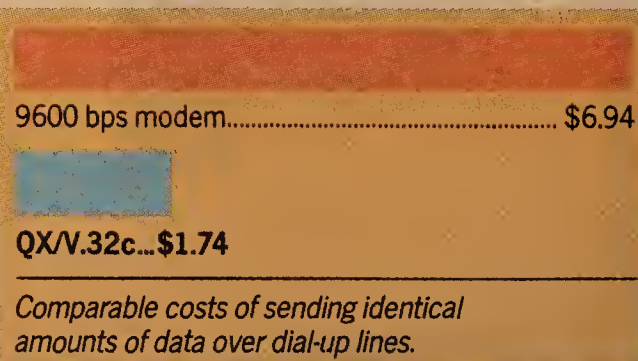 9600 bps modem................................................. $6.94
QX/V.32c...$1.74
Comparable costs of sending identical
amounts of data over dial-up lines.